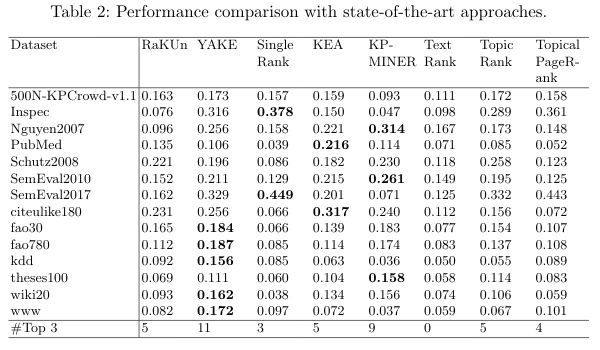 Table 2: Performance comparison with state-of-the-art approaches.
Dataset RaKUn YAKE Single Rank KEA KP-MINER Text Rank Topic Rank Topical PageR-ank
500N-KPCrowd-v1.1 0.163 0.173 0.157 0.159 0.093 0.111 0.172 0.158
Inspec 0.076 0.316 0.378 0.150 0.047 0.098 0.289 0.361
Nguyen2007 0.096 0.256 0.158 0.221 0.314 0.167 0.173 0.148
PubMed 0.135 0.106 0.039 0.216 0.114 0.071 0.085 0.052
Schutz2008 0.221 0.196 0.086 0.182 0.230 0.118 0.258 0.123
SemEval2010 0.152 0.211 0.129 0.215 0.261 0.149 0.195 0.125
SemEval2017 0.162 0.329 0.449 0.201 0.071 0.125 0.332 0.443
citeulike180 0.231 0.256 0.066 0.317 0.240 0.112 0.156 0.072
fao30 0.165 0.184 0.066 0.139 0.183 0.077 0.154 0.107
fao780 0.112 0.187 0.085 0.114 0.174 0.083 0.137 0.108
kdd 0.092 0.156 0.085 0.063 0.036 0.050 0.055 0.089
theses100 0.069 0.111 0.060 0.104 0.158 0.058 0.114 0.083
wiki20 0.093 0.162 0.038 0.134 0.156 0.074 0.106 0.059
www 0.082 0.172 0.097 0.072 0.037 0.059 0.067 0.101
#Top 3 5 11 3 5 9 0 5 4